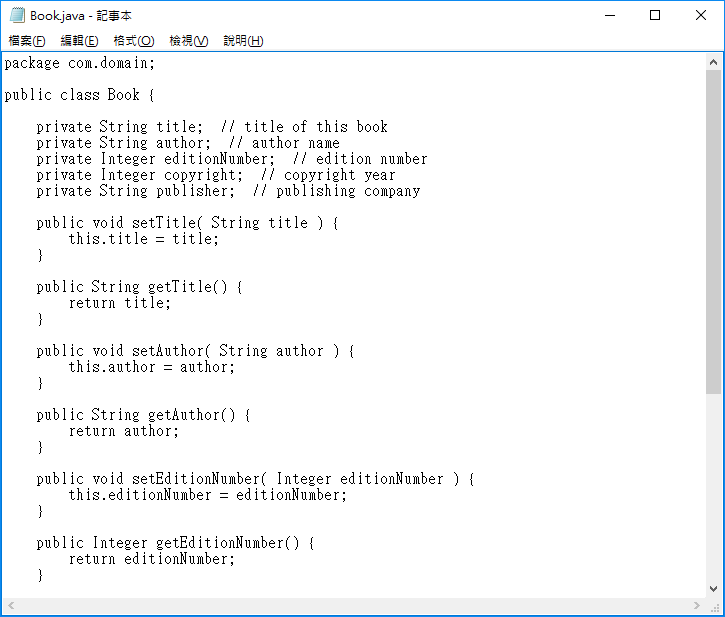 Book.java - 記事本
檔案(F) 編輯(E) 格式(O) 檢視(V) 說明(H)
package com.domain;

public class Book {

    private String title;  // title of this book
    private String author;  // author name
    private Integer editionNumber;  // edition number
    private Integer copyright;  // copyright year
    private String publisher;  // publishing company

    public void setTitle( String title ) {
        this.title = title;
    }

    public String getTitle() {
        return title;
    }

    public void setAuthor( String author ) {
        this.author = author;
    }

    public String getAuthor() {
        return author;
    }

    public void setEditionNumber( Integer editionNumber ) {
        this.editionNumber = editionNumber;
    }

    public Integer getEditionNumber() {
        return editionNumber;
    }